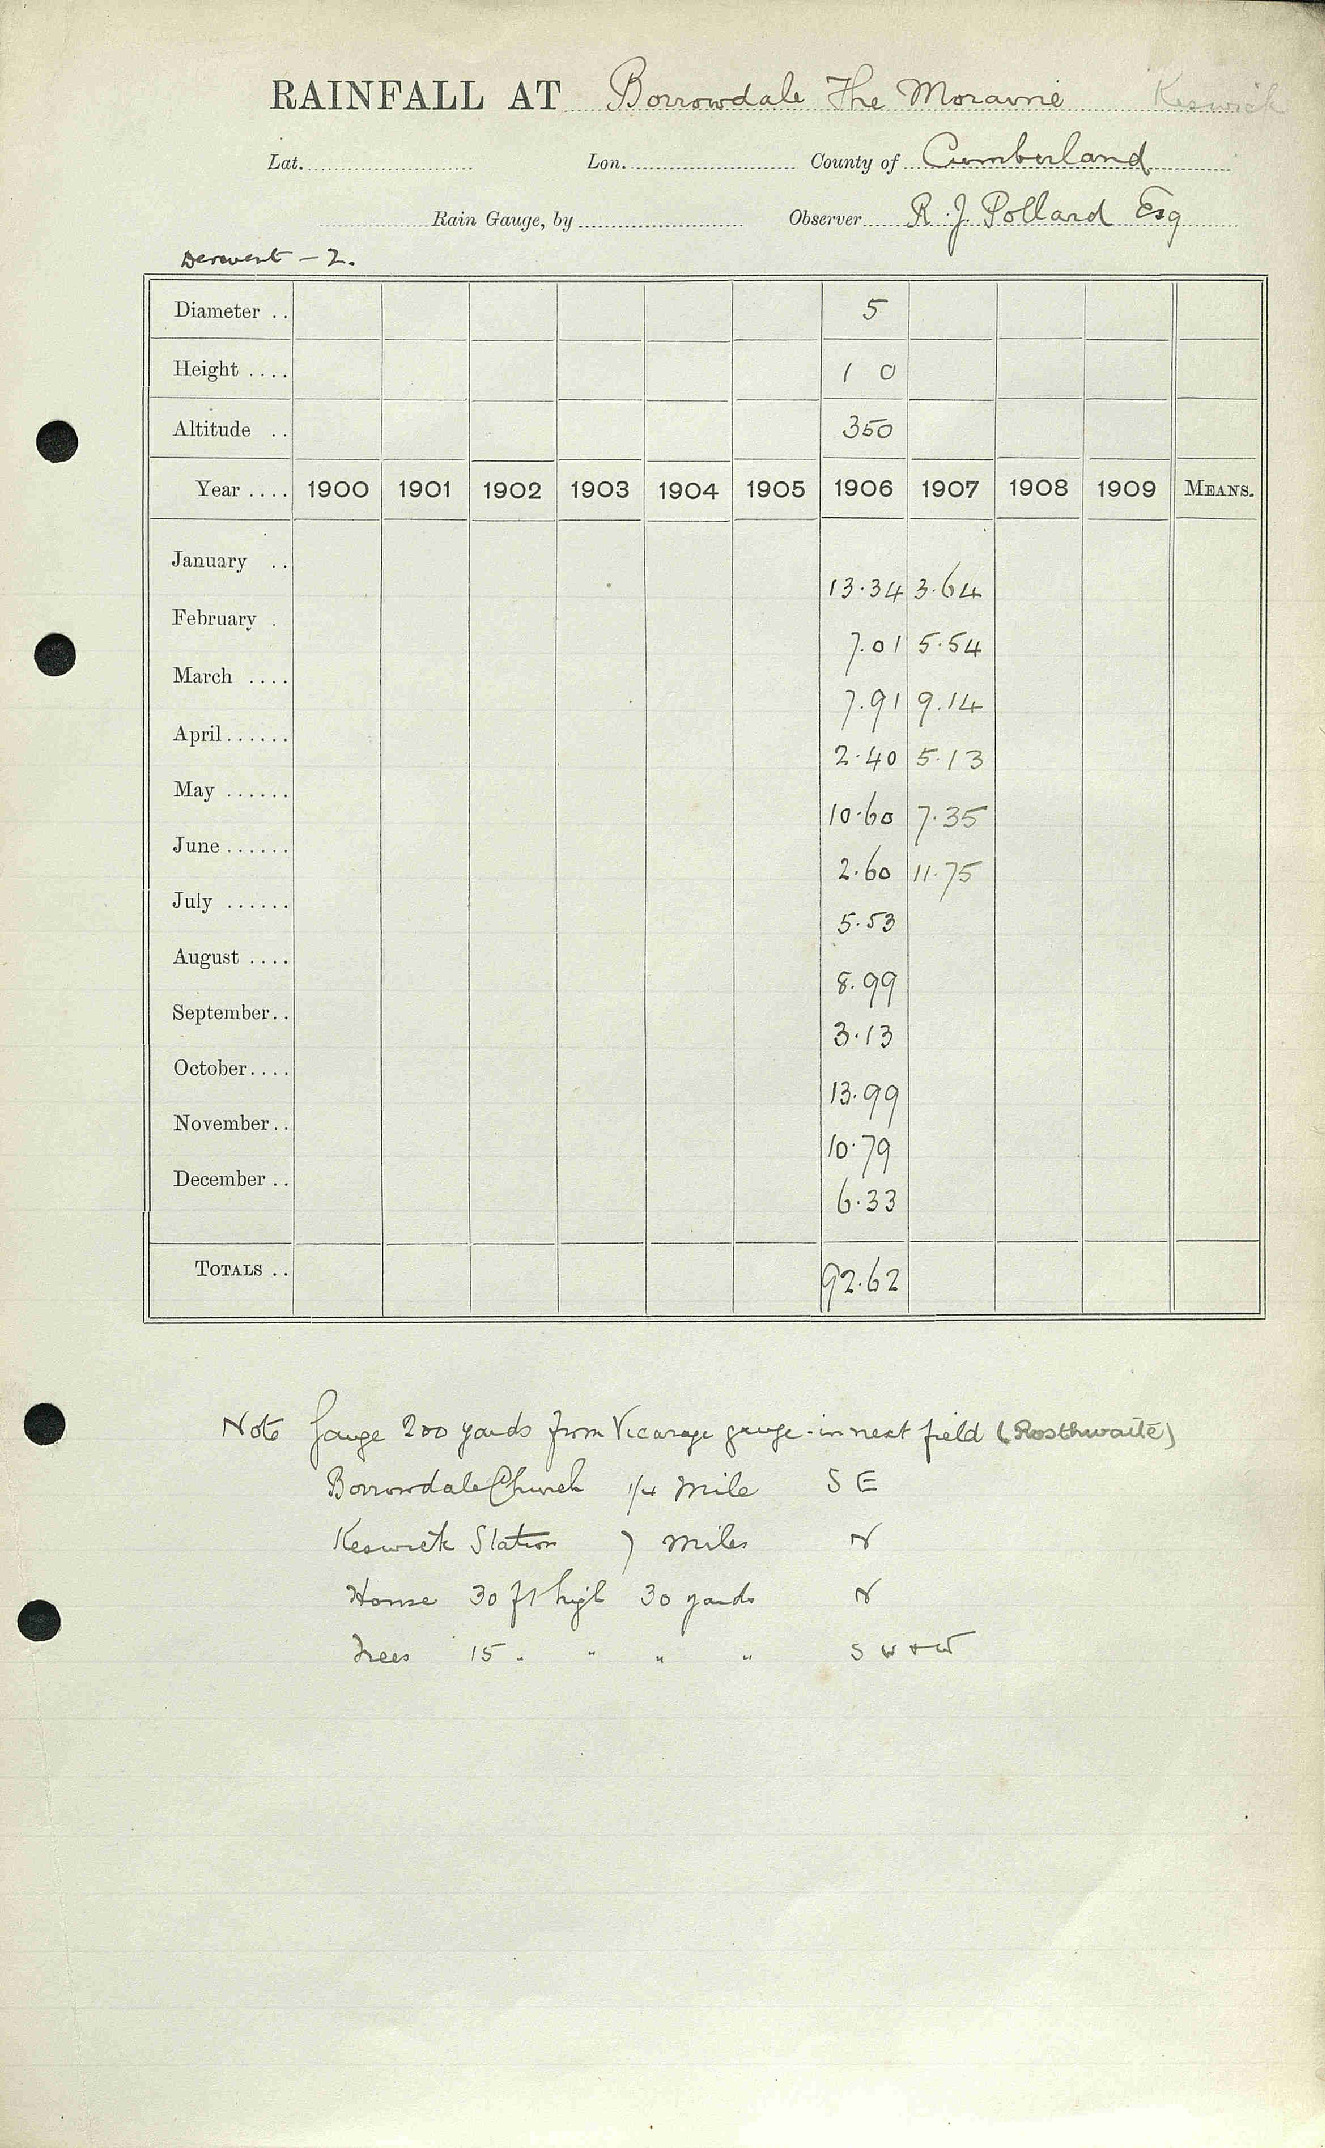 RAINFALL AT Borrowdale The Moraine Keswick
Lat. Lon. County of Cumberland
Rain Gauge, by Observer R. J. Pollard Esq
Derwent - 2.
Diameter .. 5
Height .... 1 0
Altitude .. 350
Year .... 1900 1901 1902 1903 1904 1905 1906 1907 1908 1909 MEANS.
January .. 13.34 3.64
February . 7.01 5.54
March .... 7.91 9.14
April...... 2.40 5.13
May ...... 10.60 7.35
June...... 2.60 11.75
July ...... 5.53
August .... 8.99
September.. 3.13
October.... 13.99
November.. 10.79
December .. 6.33
TOTALS .. 92.62
Note Gauge 200 yards from Vicarage gauge - in next field (Rosthwaite)
Borrowdale Church 1/4 mile S E
Keswick Station 7 miles N
House 30 ft high 30 yards N
Trees 15 " " " " S W + W